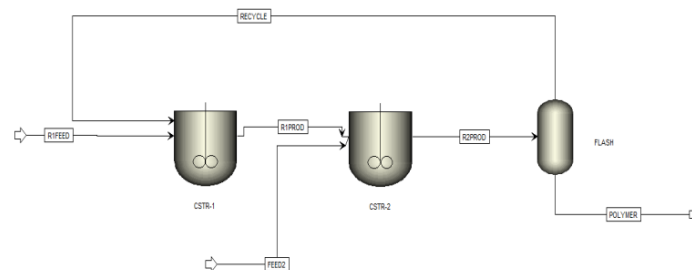 RECYCLE
R1FEED
R1PROD
R2PROD
FLASH
CSTR-1
CSTR-2
POLYMER
FEED2